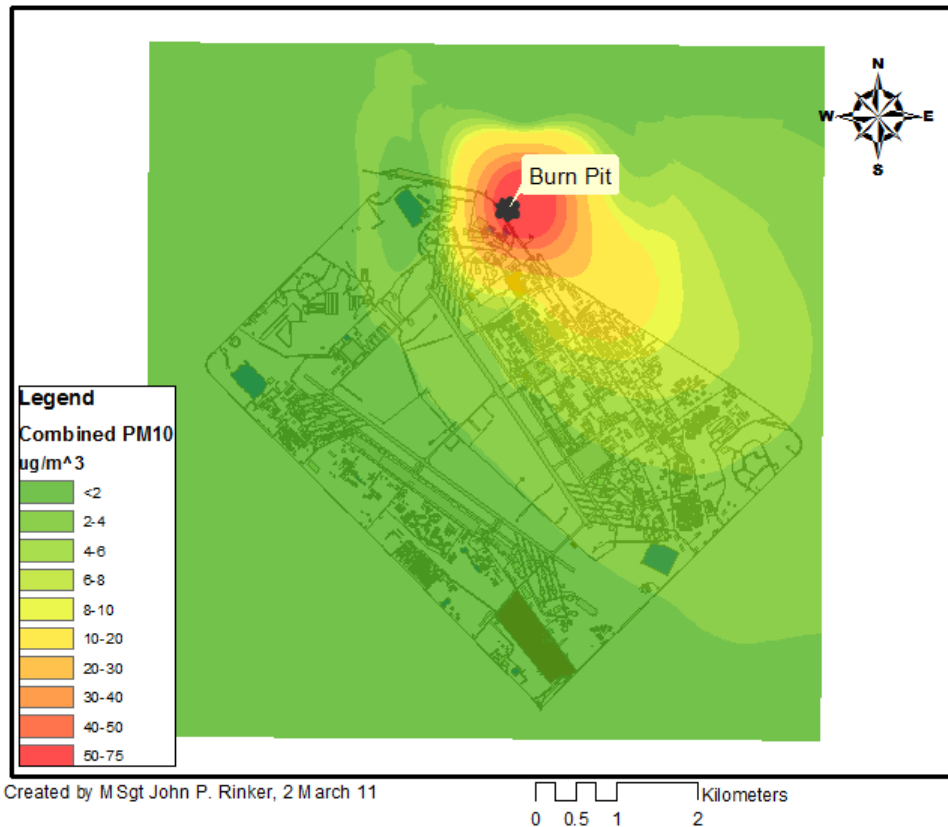 N
W E
S
Burn Pit
Legend
Combined PM10
ug/m^3
<2
2-4
4-6
6-8
8-10
10-20
20-30
30-40
40-50
50-75
Created by MSgt John P. Rinker, 2 March 11
Kilometers
0 0.5 1 2